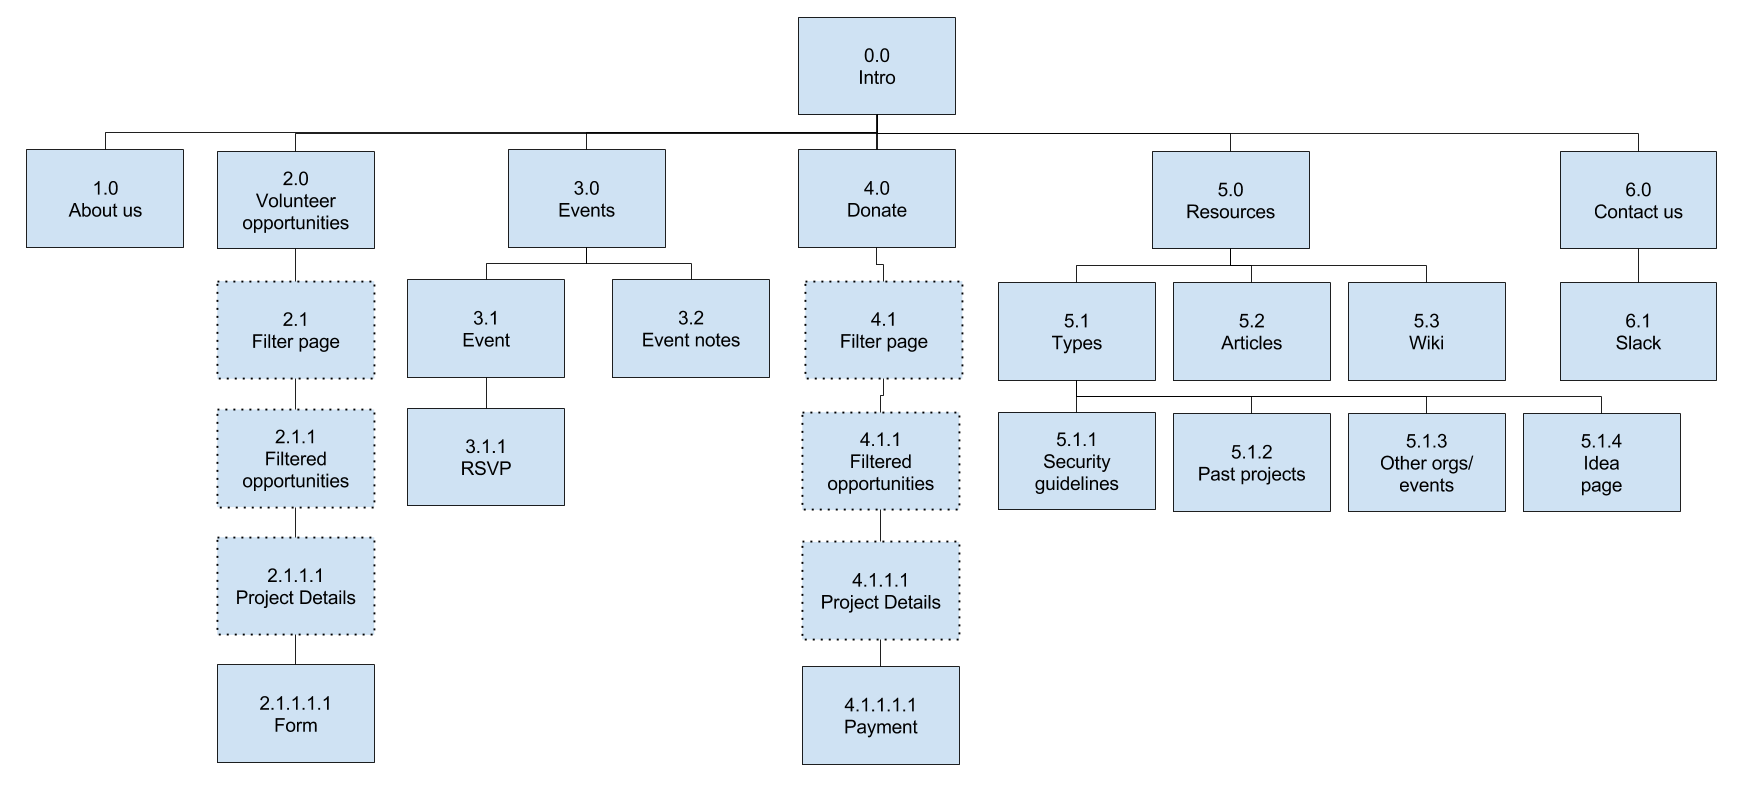 0.0
Intro
1.0
About us
2.0
Volunteer
opportunities
3.0
Events
4.0
Donate
5.0
Resources
6.0
Contact us
2.1
Filter page
3.1
Event
3.2
Event notes
4.1
Filter page
5.1
Types
5.2
Articles
5.3
Wiki
6.1
Slack
2.1.1
Filtered
opportunities
3.1.1
RSVP
4.1.1
Filtered
opportunities
5.1.1
Security
guidelines
5.1.2
Past projects
5.1.3
Other orgs/
events
5.1.4
Idea
page
2.1.1.1
Project Details
4.1.1.1
Project Details
2.1.1.1.1
Form
4.1.1.1.1
Payment